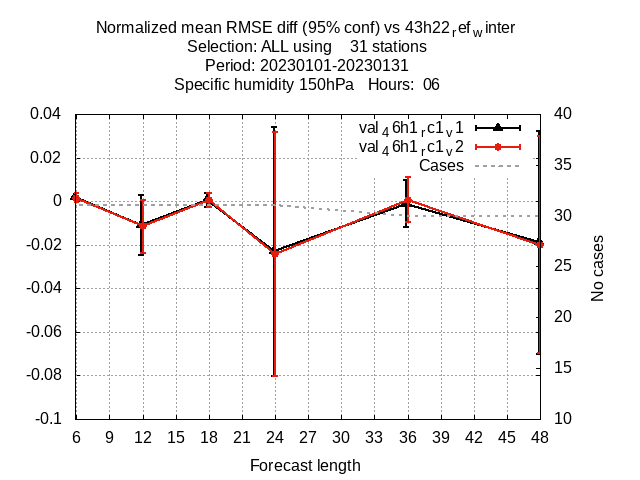 Normalized mean RMSE diff (95% conf) vs 43h22refwinter
Selection: ALL using    31 stations
Period: 20230101-20230131
Specific humidity 150hPa   Hours:  06
val46h1rc1v1
val46h1rc1v2
Cases
0.04
0.02
0
-0.02
-0.04
-0.06
-0.08
-0.1
40
35
30
25
20
15
10
No cases
6 9 12 15 18 21 24 27 30 33 36 39 42 45 48
Forecast length